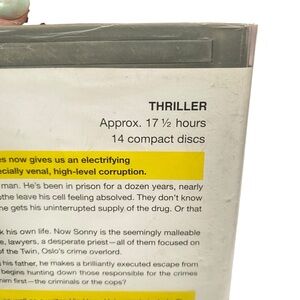 THRILLER
Approx. 17 ½ hours
14 compact discs
es now gives us an electrifying
ecially venal, high-level corruption.
man. He's been in prison for a dozen years, nearly
the leave his cell feeling absolved. They don't know
he gets his uninterrupted supply of the drug. Or that
k his own life. Now Sonny is the seemingly malleable
e, lawyers, a desperate priest—all of them focused on
of the Twin, Oslo's crime overlord.
his father, he makes a brilliantly executed escape from
begins hunting down those responsible for the crimes
im first—the criminals or the cops?